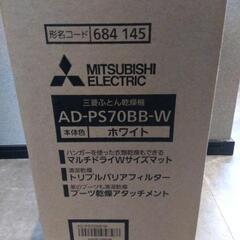 形名コード 684 145
MITSUBISHI
ELECTRIC
三菱ふとん乾燥機
AD-PS70BB-W
本体色 ホワイト
ハンガーを使った衣類乾燥もできる
マルチドライWサイズマット
清潔乾燥
トリプルバリアフィルター
革のブーツも清潔乾燥
ブーツ乾燥アタッチメント